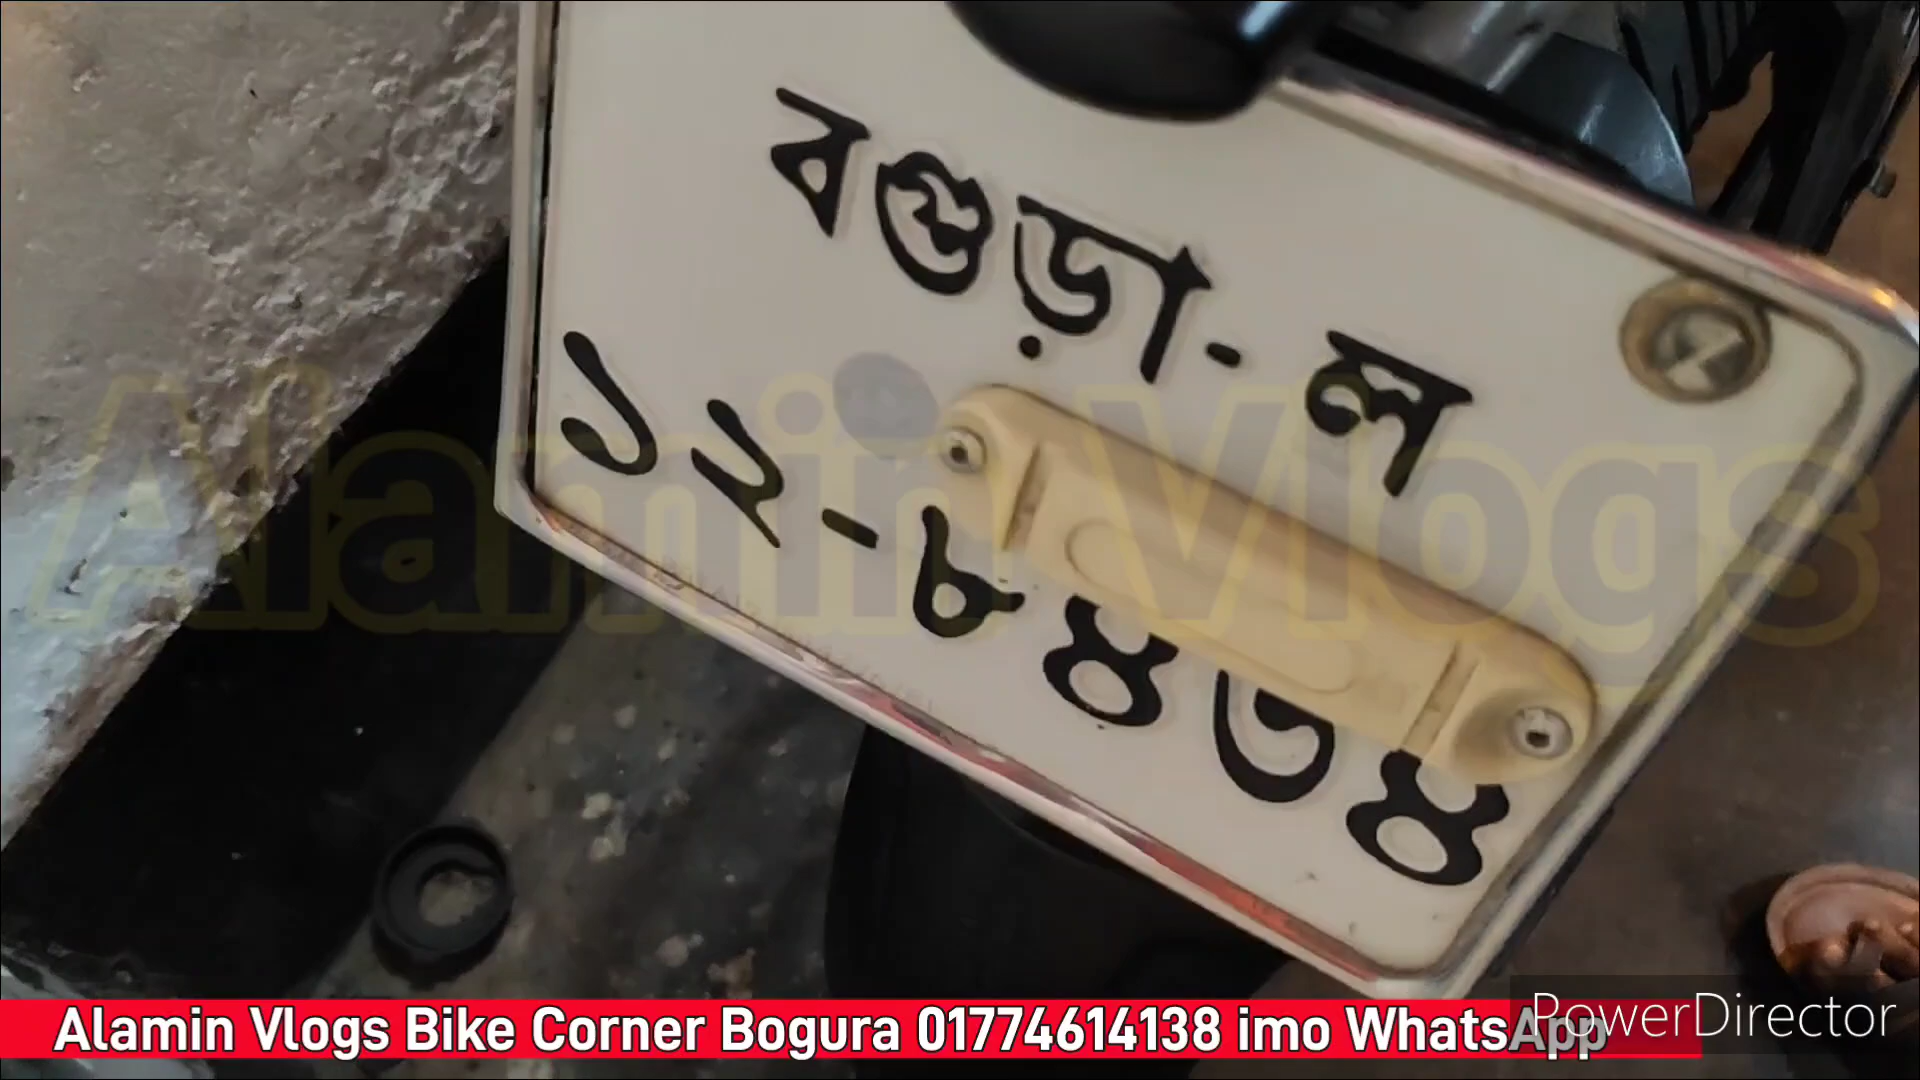 বগুড়া-ল
১২-৮৪৩৪
Alamin Vlogs
Alamin Vlogs Bike Corner Bogura 01774614138 imo WhatsApp
PowerDirector